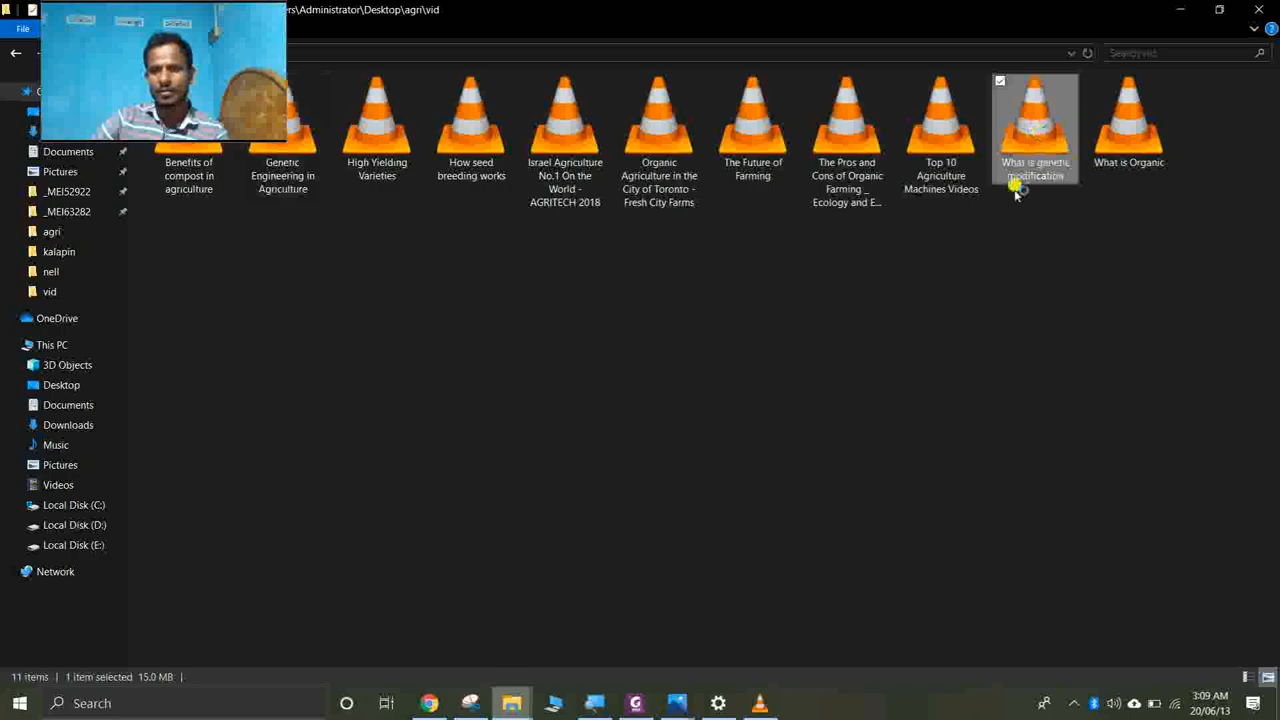 ers\Administrator\Desktop\agri\vid
File
Search vid
Documents
Pictures
_MEI52922
_MEI63282
agri
kalapin
nell
vid
OneDrive
This PC
3D Objects
Desktop
Documents
Downloads
Music
Pictures
Videos
Local Disk (C:)
Local Disk (D:)
Local Disk (E:)
Network
Benefits of
compost in
agriculture
Genetic
Engineering in
Agriculture
High Yielding
Varieties
How seed
breeding works
Israel Agriculture
No.1 On the
World -
AGRITECH 2018
Organic
Agriculture in the
City of Toronto -
Fresh City Farms
The Future of
Farming
The Pros and
Cons of Organic
Farming _
Ecology and E...
Top 10
Agriculture
Machines Videos
What is genetic
modification
What is Organic
11 items
1 item selected 15.0 MB
Search
3:09 AM
20/06/13